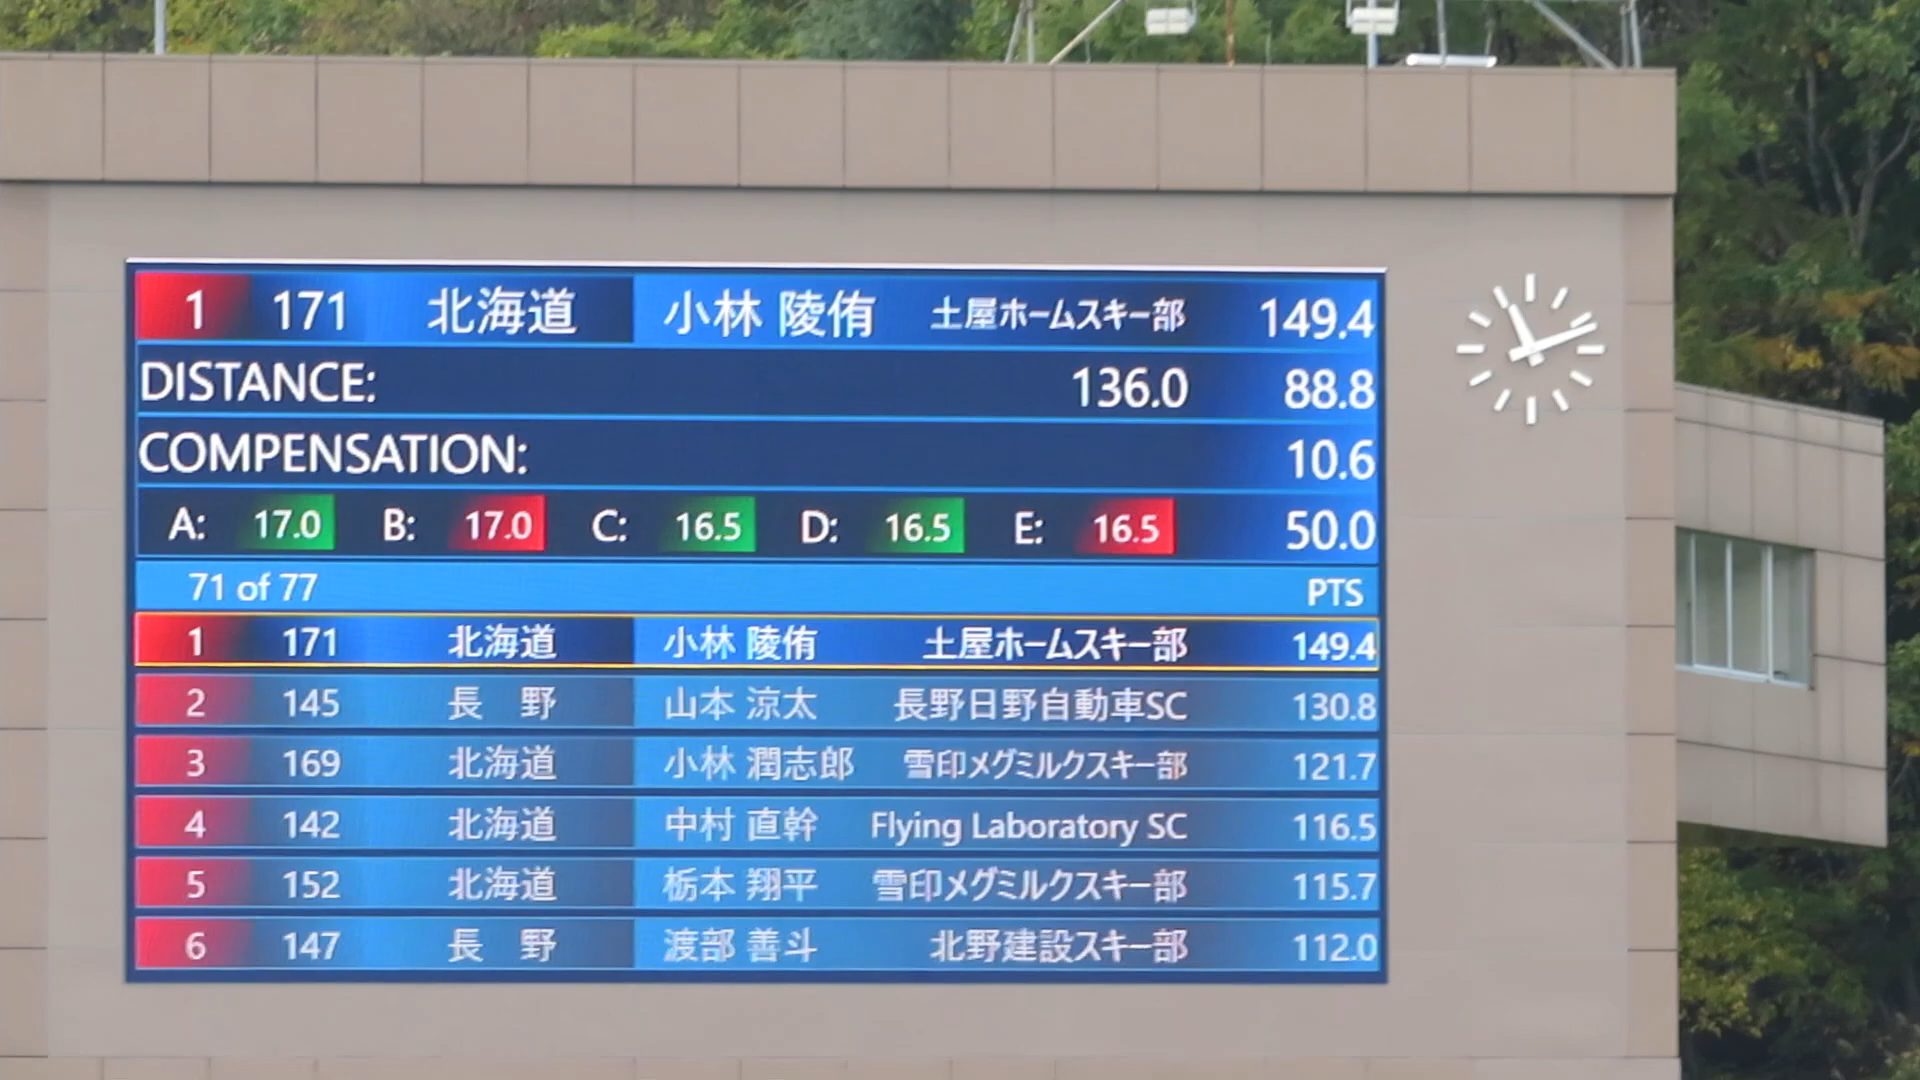 1 171 北海道 小林 陵侑 土屋ホームスキー部 149.4
DISTANCE: 136.0 88.8
COMPENSATION: 10.6
A: 17.0 B: 17.0 C: 16.5 D: 16.5 E: 16.5 50.0
71 of 77 PTS
1 171 北海道 小林 陵侑 土屋ホームスキー部 149.4
2 145 長 野 山本 涼太 長野日野自動車SC 130.8
3 169 北海道 小林 潤志郎 雪印メグミルクスキー部 121.7
4 142 北海道 中村 直幹 Flying Laboratory SC 116.5
5 152 北海道 栃本 翔平 雪印メグミルクスキー部 115.7
6 147 長 野 渡部 善斗 北野建設スキー部 112.0